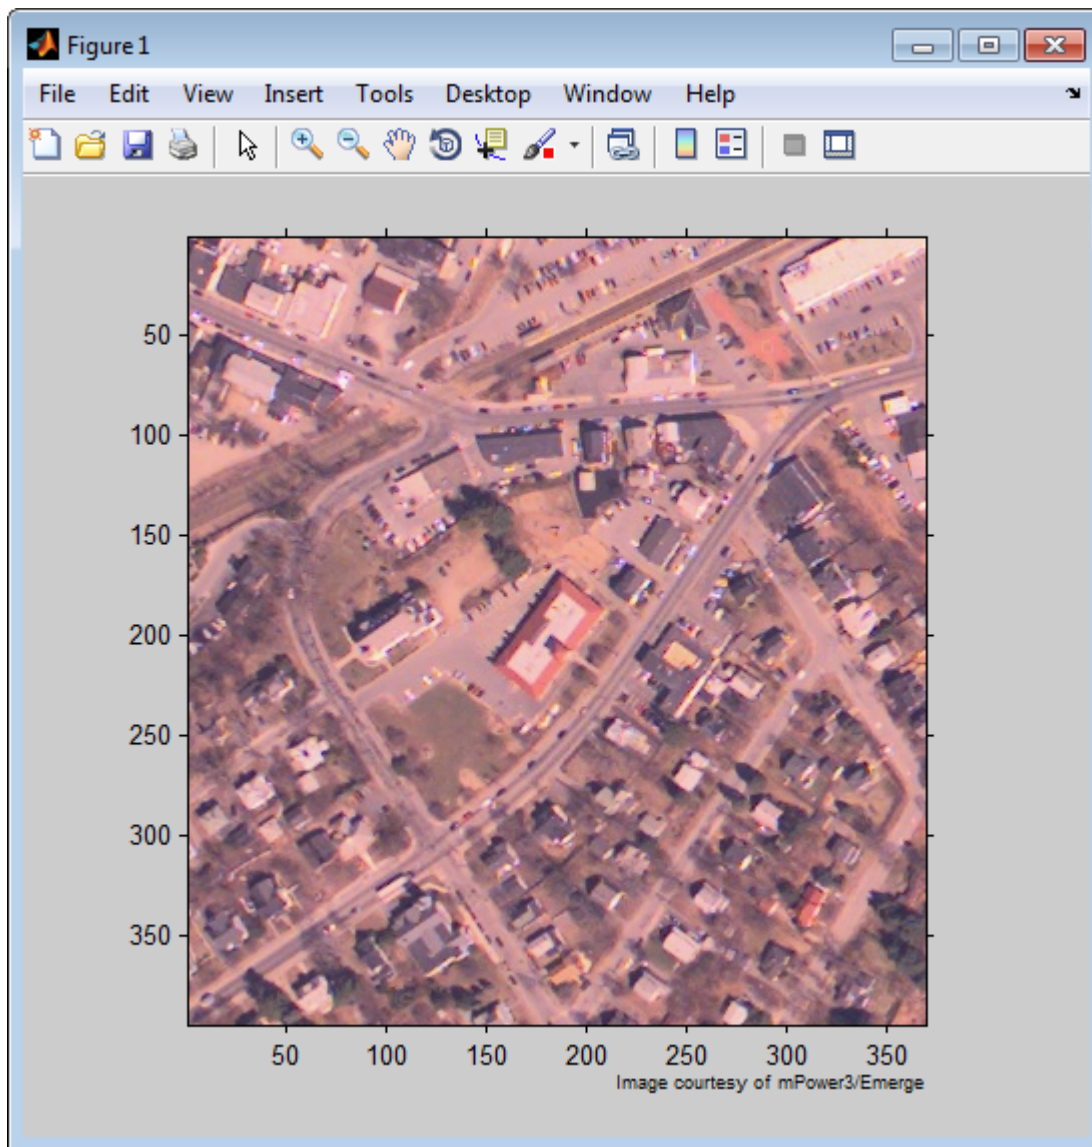 Figure 1
File Edit View Insert Tools Desktop Window Help
50
100
150
200
250
300
350
50 100 150 200 250 300 350
Image courtesy of mPower3/Emerge